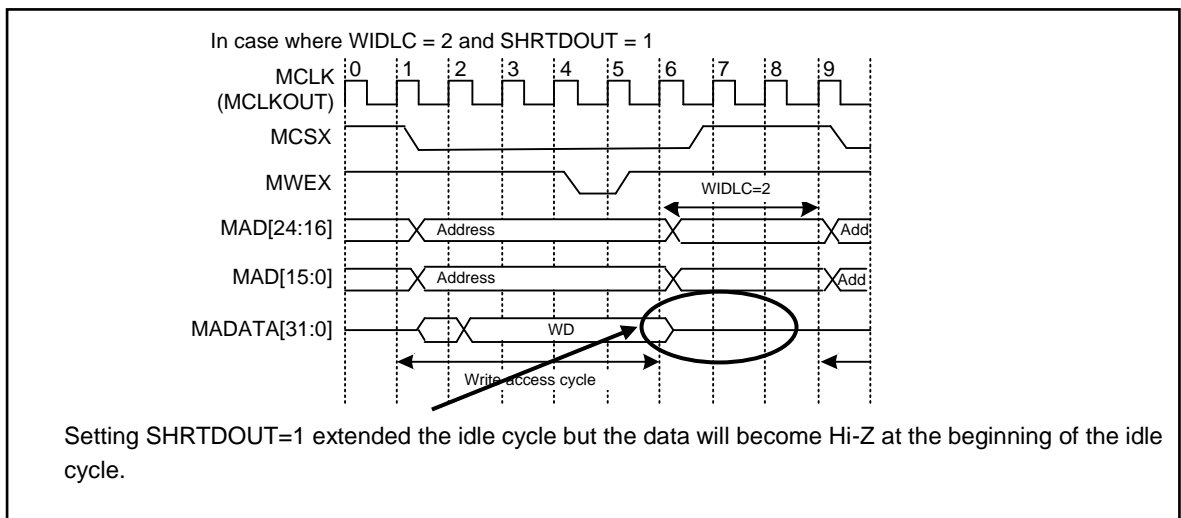 In case where WIDLC = 2 and SHRTDOUT = 1
0 1 2 3 4 5 6 7 8 9
MCLK
(MCLKOUT)
MCSX
MWEX
WIDLC=2
MAD[24:16] Address Add
MAD[15:0] Address Add
MADATA[31:0] WD
Write access cycle
Setting SHRTDOUT=1 extended the idle cycle but the data will become Hi-Z at the beginning of the idle
cycle.